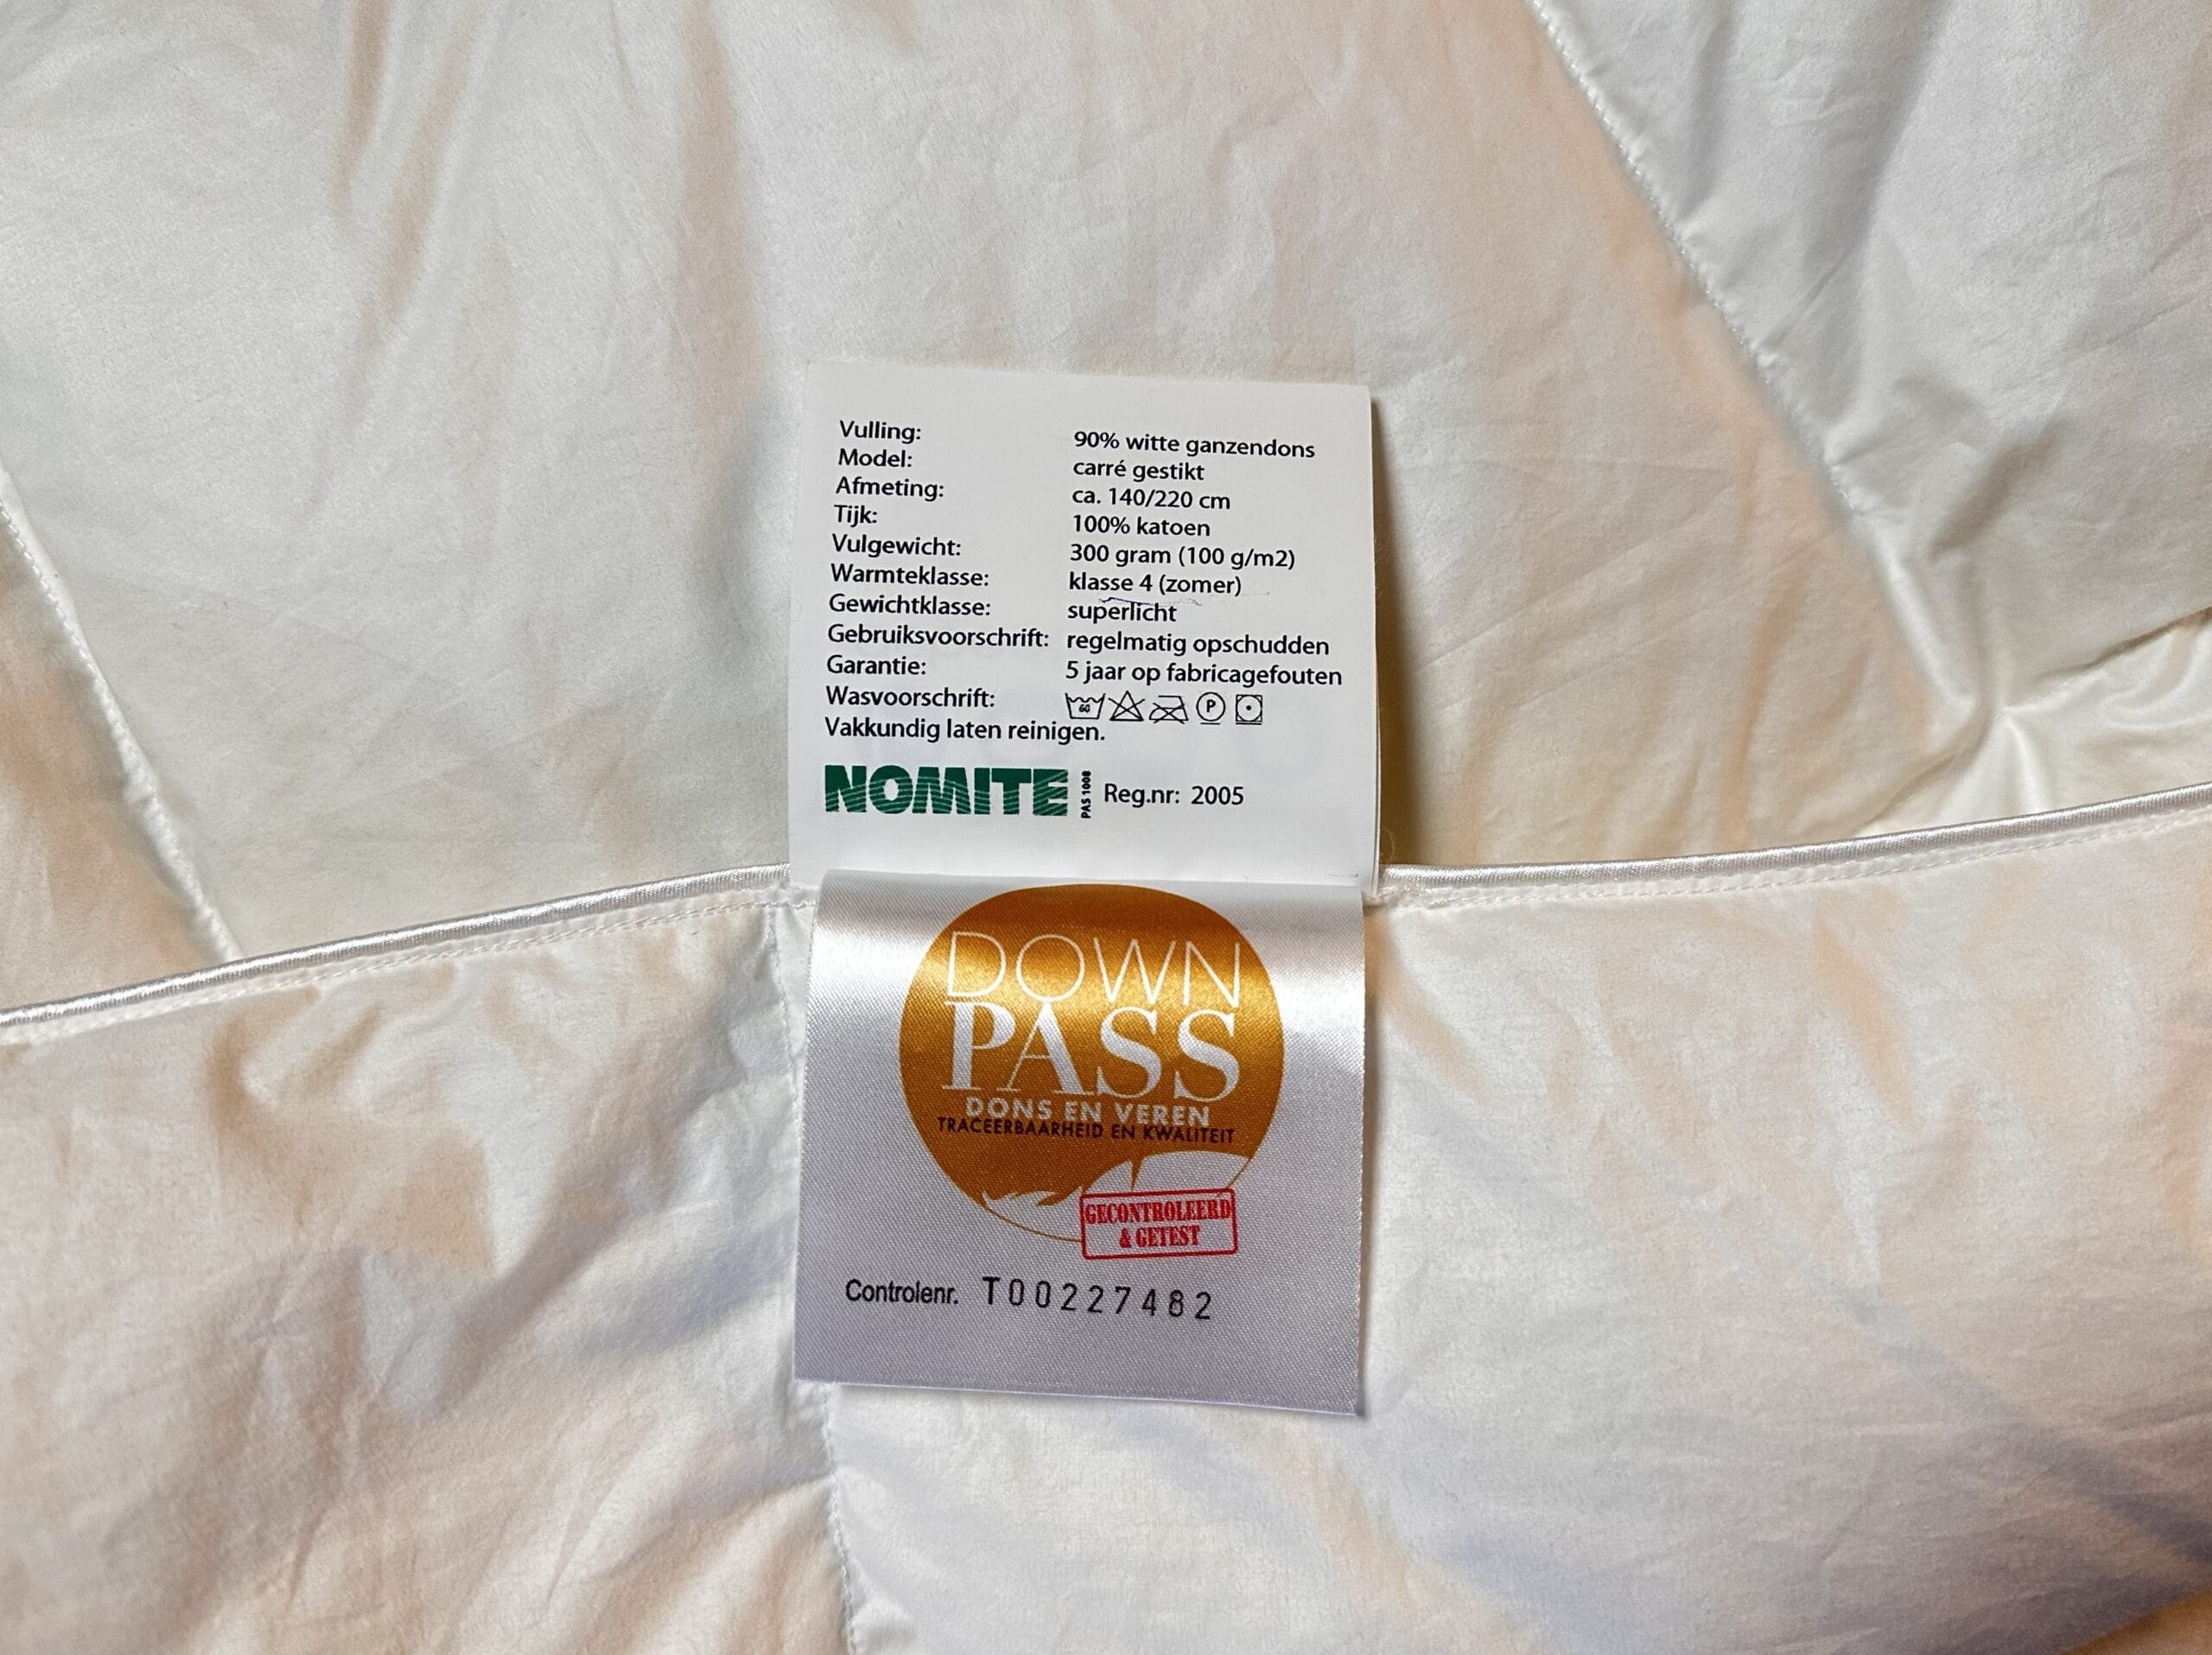 Vulling: 90% witte ganzendons
Model: carré gestikt
Afmeting: ca. 140/220 cm
Tijk: 100% katoen
Vulgewicht: 300 gram (100 g/m2)
Warmteklasse: klasse 4 (zomer)
Gewichtklasse: superlicht
Gebruiksvoorschrift: regelmatig opschudden
Garantie: 5 jaar op fabricagefouten
Wasvoorschrift: 60 P
Vakkundig laten reinigen.
NOMITE PAS 1008 Reg.nr: 2005
DOWN
PASS
DONS EN VEREN
TRACEERBAARHEID EN KWALITEIT
GECONTROLEERD
& GETEST
Controlenr. T00227482